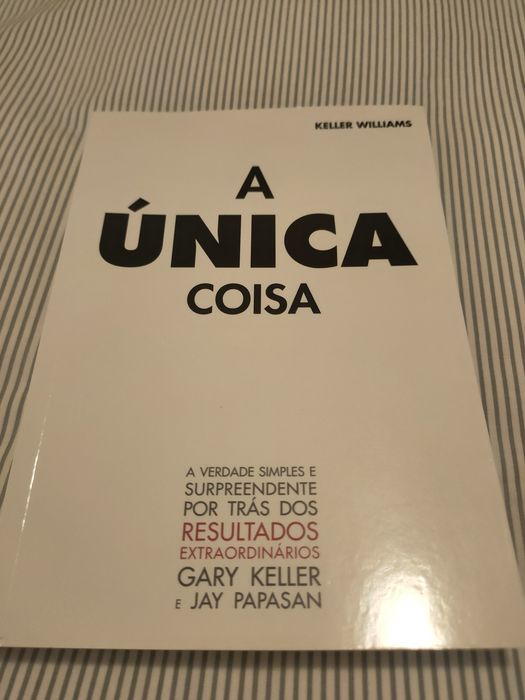 KELLER WILLIAMS
A
ÚNICA
COISA
A VERDADE SIMPLES E
SURPREENDENTE
POR TRÁS DOS
RESULTADOS
EXTRAORDINÁRIOS
GARY KELLER
E JAY PAPASAN